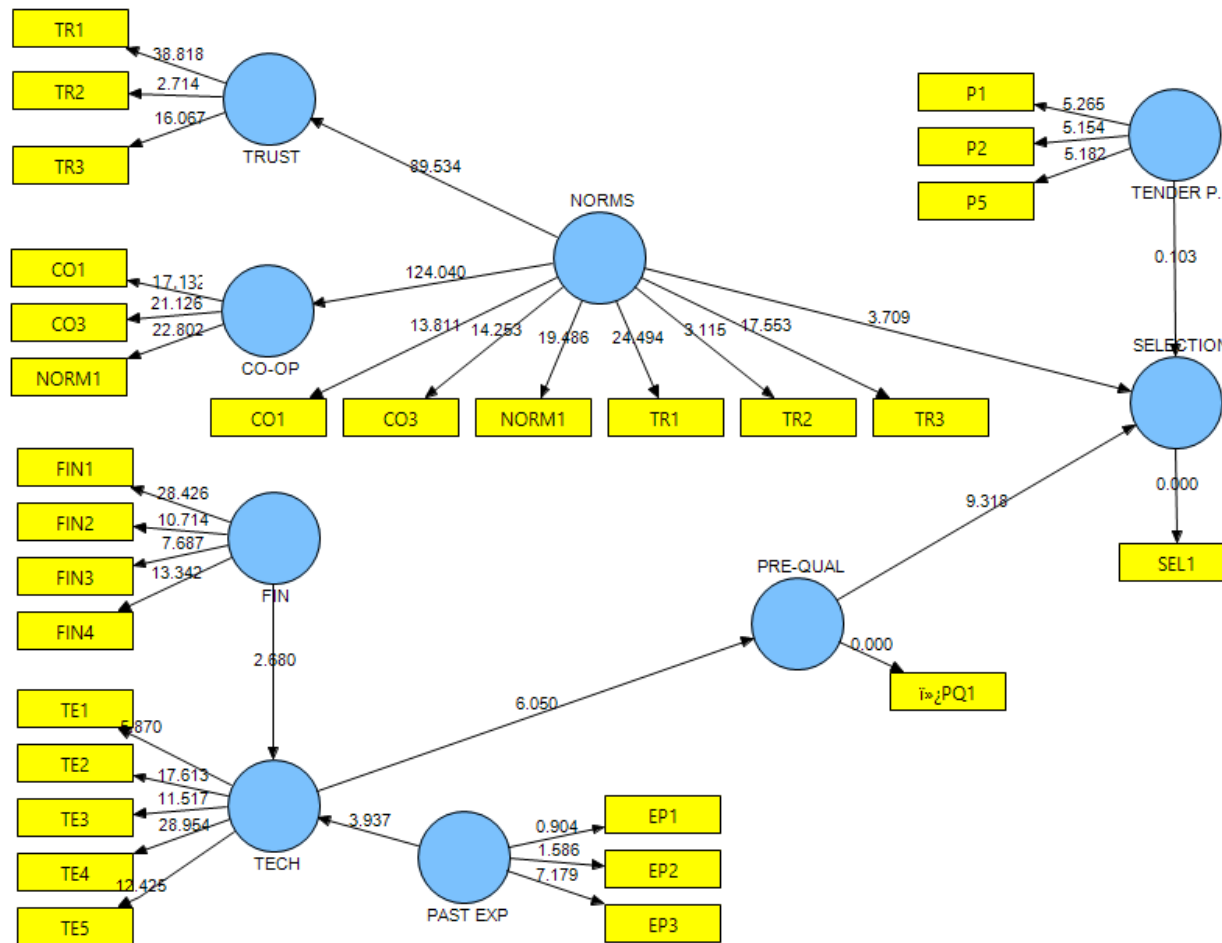 TR1
38.818
TR2
2.714
16.067
TR3
TRUST
P1
5.265
P2
5.154
5.182
P5
TENDER P.
89.534
NORMS
0.103
CO1
17.132
CO3
21.126
22.802
NORM1
CO-OP
124.040
13.811
14.253
19.486
24.494
3.115
17.553
3.709
SELECTION
CO1
CO3
NORM1
TR1
TR2
TR3
FIN1
28.426
FIN2
10.714
7.687
FIN3
13.342
FIN4
FIN
9.318
0.000
SEL1
PRE-QUAL
0.000
ï»¿PQ1
2.680
6.050
TE1
5.870
TE2
17.613
11.517
TE3
28.954
TE4
12.425
TE5
TECH
3.937
PAST EXP
0.904
EP1
1.586
EP2
7.179
EP3